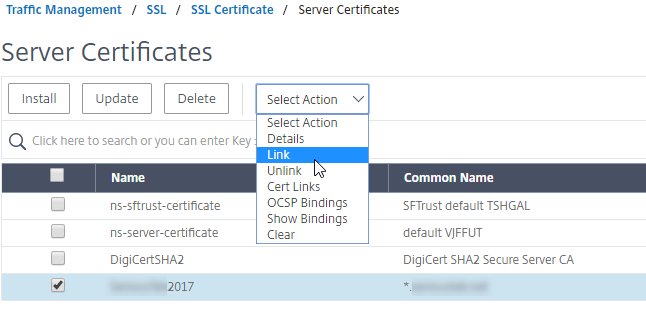 Traffic Management / SSL / SSL Certificate / Server Certificates
Server Certificates
Install Update Delete Select Action
Click here to search or you can enter Key
Select Action
Details
Link
Unlink
Cert Links
OCSP Bindings
Show Bindings
Clear
Name Common Name
ns-sftrust-certificate SFTrust default TSHGAL
ns-server-certificate default VJFFUT
DigiCertSHA2 DigiCert SHA2 Secure Server CA
2017 *.